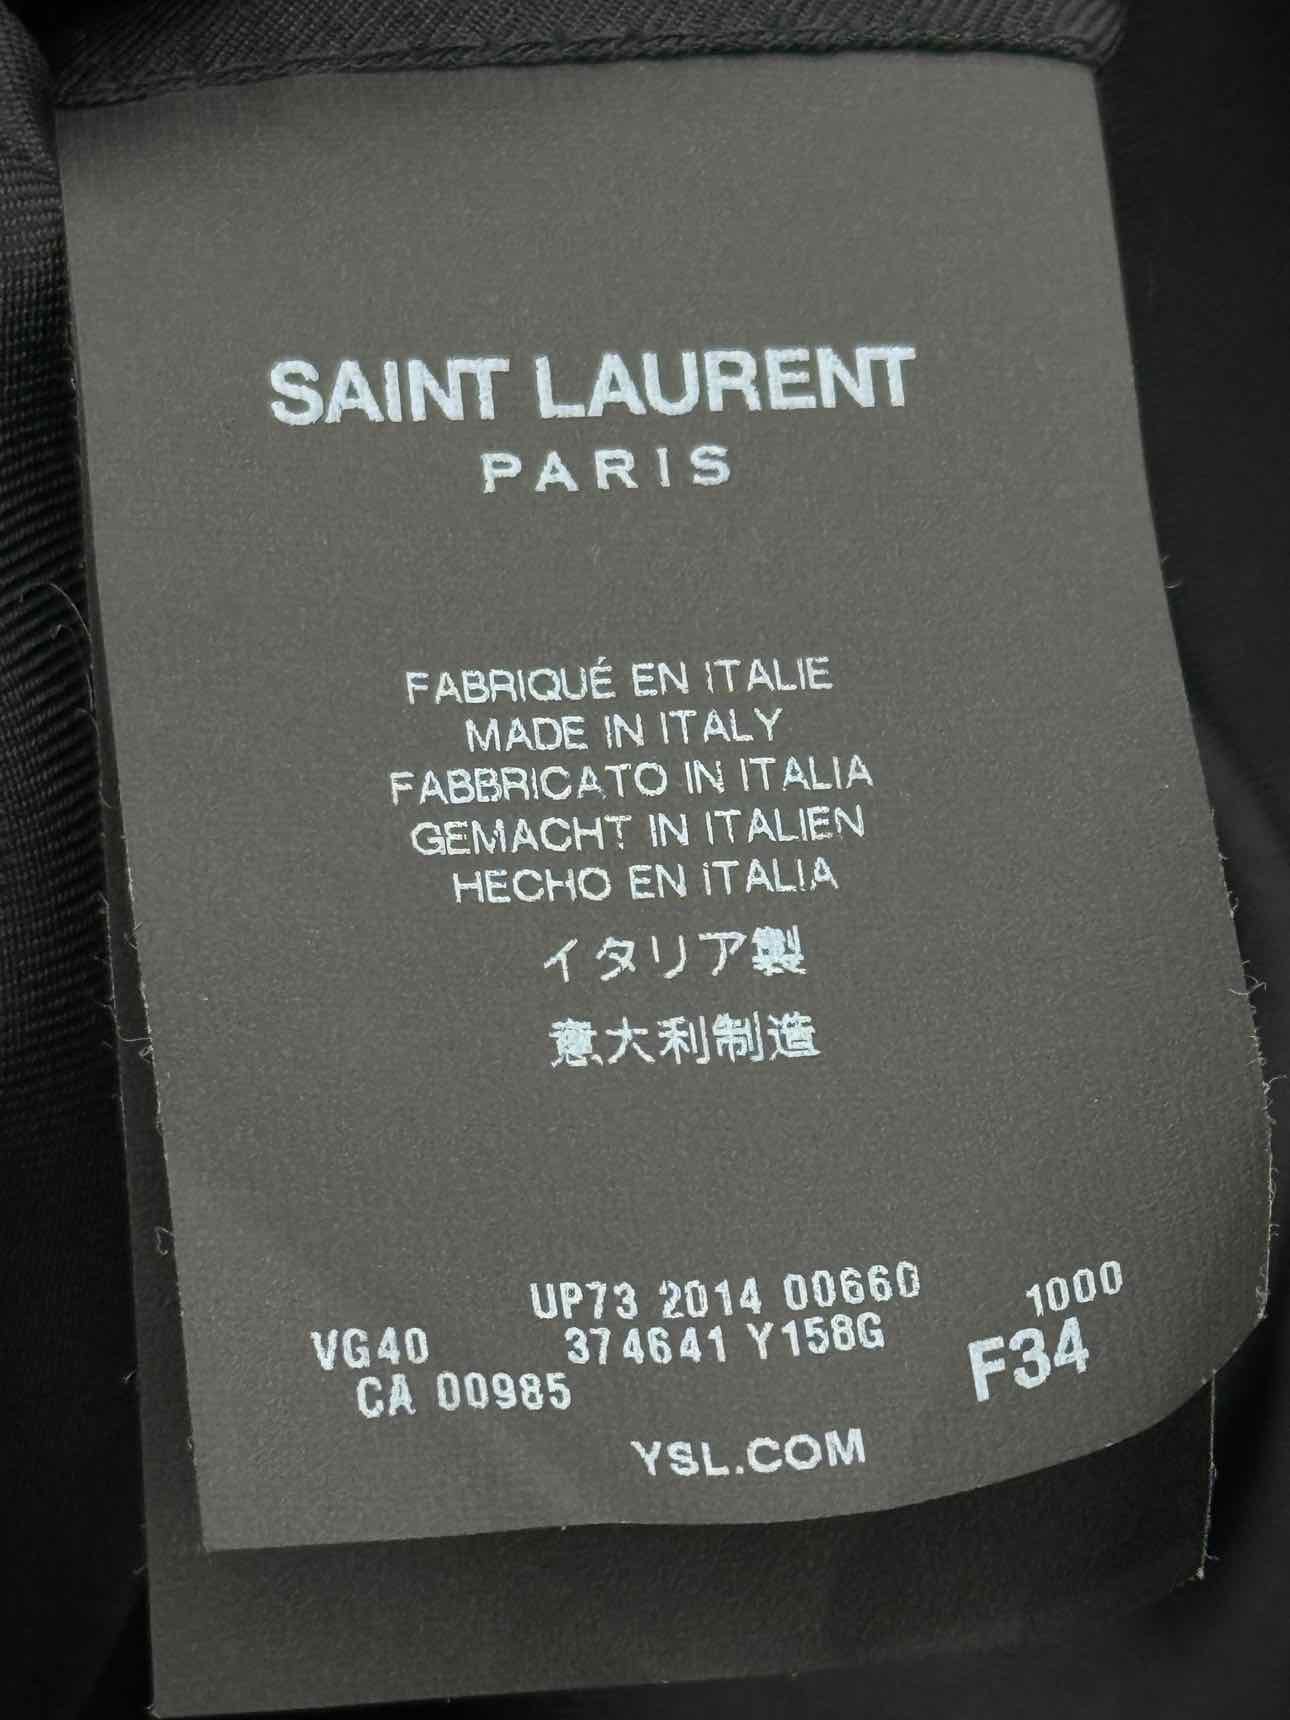 SAINT LAURENT
PARIS
FABRIQUÉ EN ITALIE
MADE IN ITALY
FABBRICATO IN ITALIA
GEMACHT IN ITALIEN
HECHO EN ITALIA
イタリア製
意大利制造
UP73 2014 00660 1000
VG40 374641 Y158G F34
CA 00985
YSL.COM